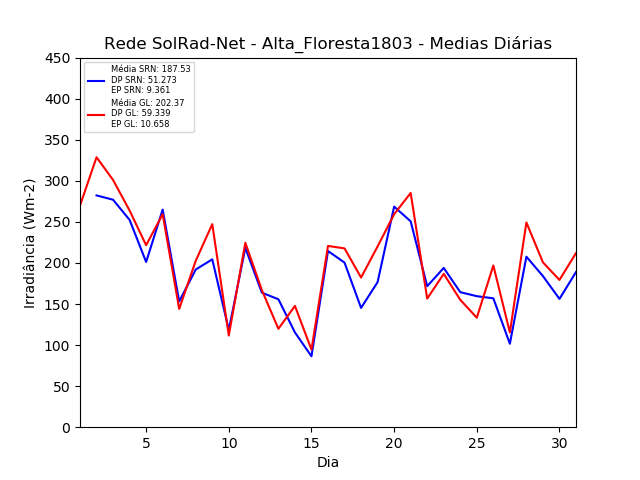 Rede SolRad-Net - Alta_Floresta1803 - Medias Diárias
Média SRN: 187.53
DP SRN: 51.273
EP SRN: 9.361
Média GL: 202.37
DP GL: 59.339
EP GL: 10.658
Irradiância (Wm-2)
450
400
350
300
250
200
150
100
50
0
5
10
15
20
25
30
Dia